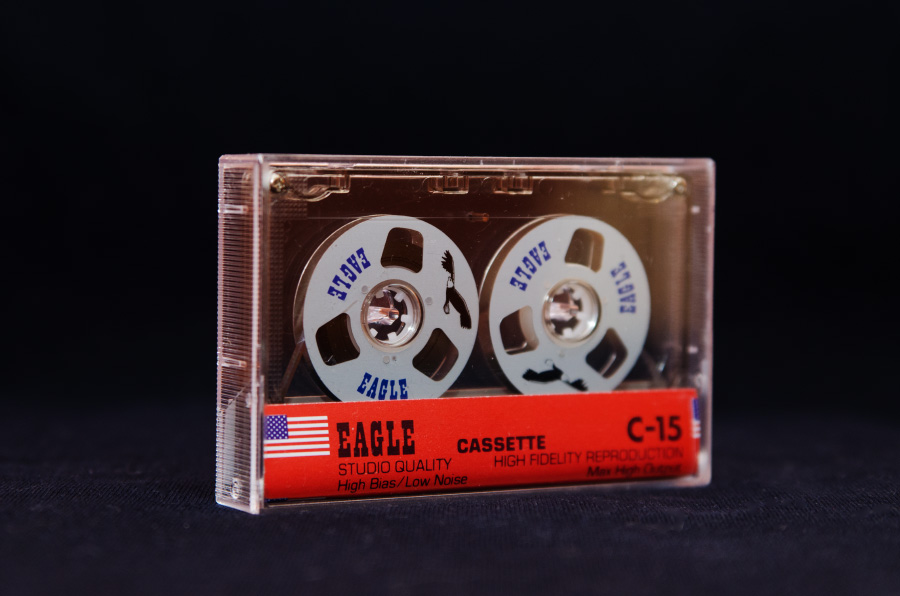 EAGLE
EAGLE
EAGLE
EAGLE
EAGLE
EAGLE CASSETTE C-15
STUDIO QUALITY HIGH FIDELITY REPRODUCTION
High Bias/Low Noise Max High Output